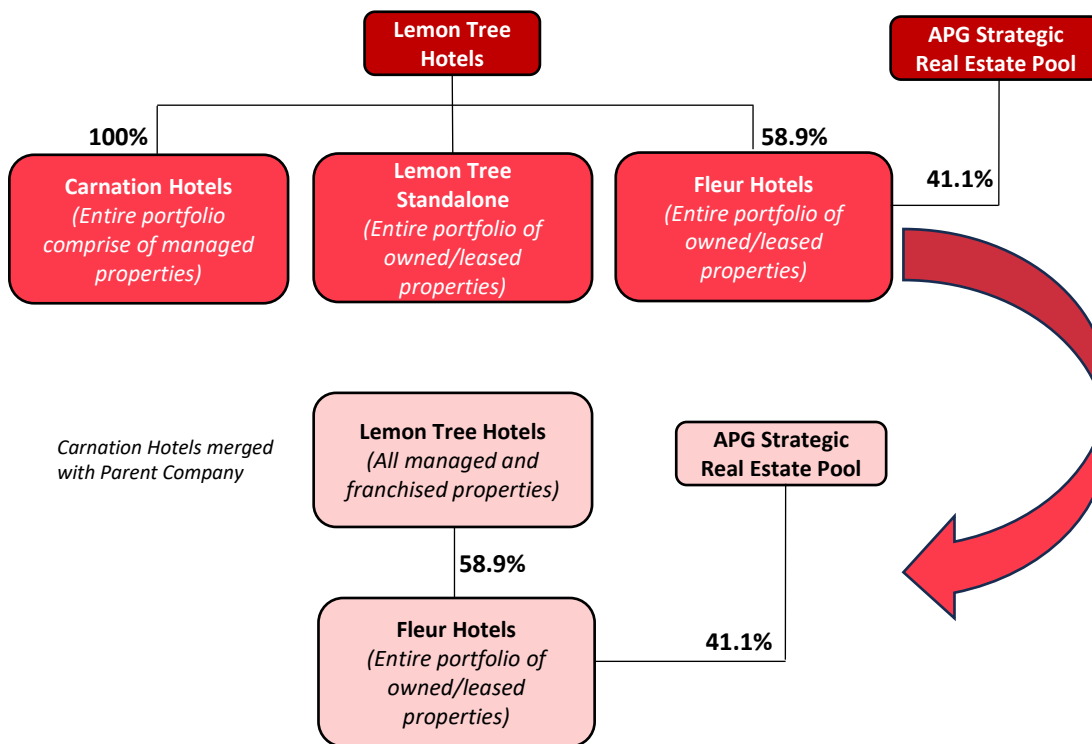 Lemon Tree
Hotels
APG Strategic
Real Estate Pool
100%
58.9%
41.1%
Carnation Hotels
(Entire portfolio
comprise of managed
properties)
Lemon Tree
Standalone
(Entire portfolio of
owned/leased
properties)
Fleur Hotels
(Entire portfolio of
owned/leased
properties)
Carnation Hotels merged
with Parent Company
Lemon Tree Hotels
(All managed and
franchised properties)
APG Strategic
Real Estate Pool
58.9%
41.1%
Fleur Hotels
(Entire portfolio of
owned/leased
properties)